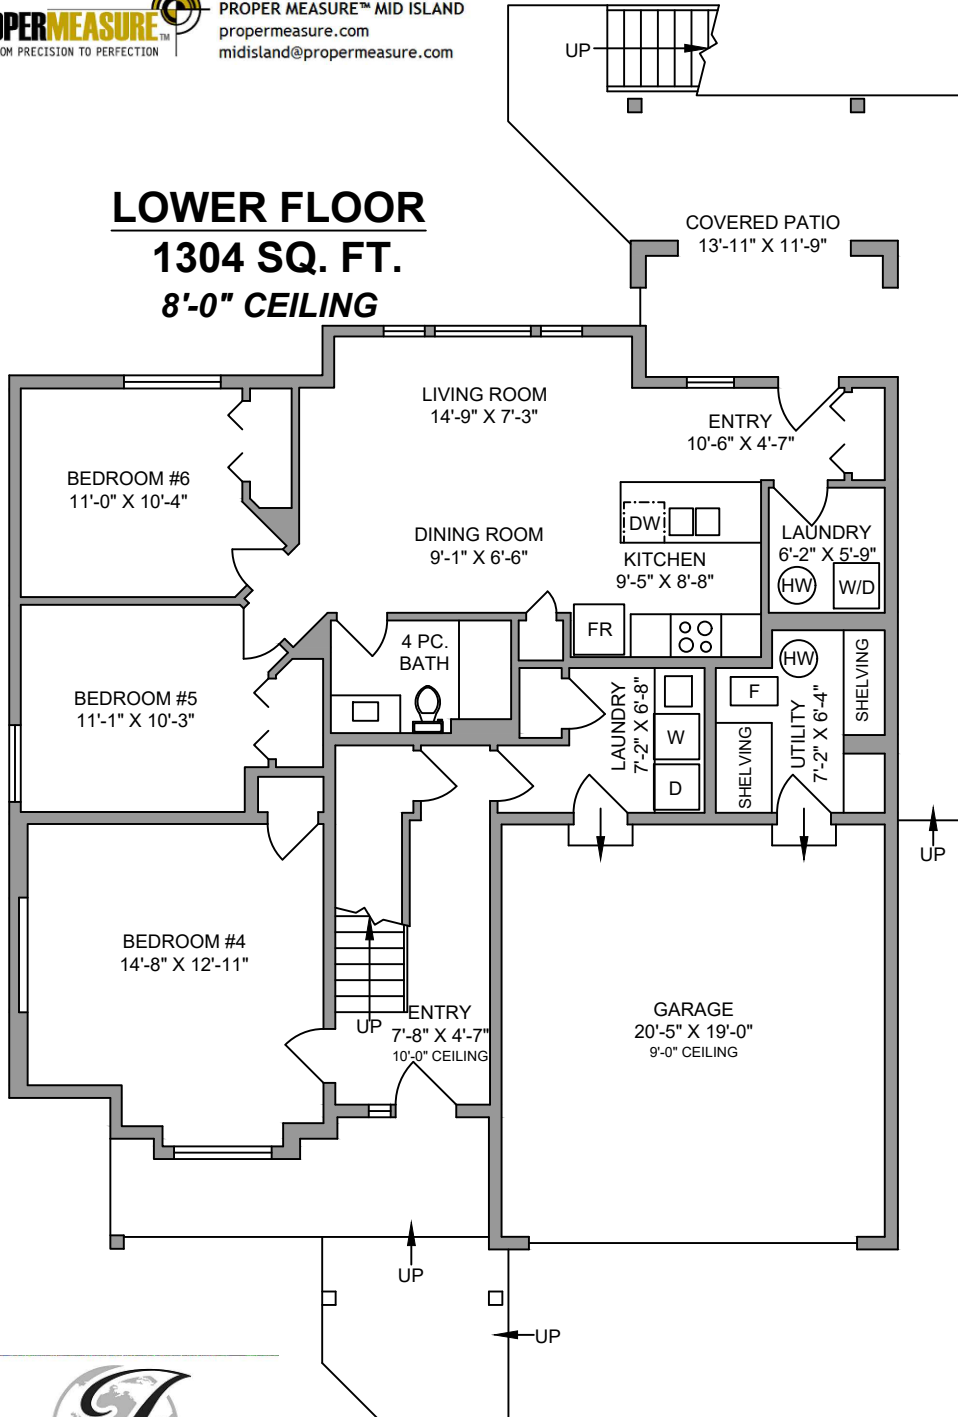 PROPER MEASURE™ MID ISLAND
propermeasure.com
midisland@propermeasure.com
OPERMEASURE™
OM PRECISION TO PERFECTION
UP
LOWER FLOOR
1304 SQ. FT.
8'-0" CEILING
COVERED PATIO
13'-11" X 11'-9"
LIVING ROOM
14'-9" X 7'-3"
ENTRY
10'-6" X 4'-7"
BEDROOM #6
11'-0" X 10'-4"
DINING ROOM
9'-1" X 6'-6"
DW
KITCHEN
9'-5" X 8'-8"
LAUNDRY
6'-2" X 5'-9"
HW
W/D
FR
4 PC.
BATH
HW
SHELVING
BEDROOM #5
11'-1" X 10'-3"
LAUNDRY
7'-2" X 6'-8"
W
D
F
SHELVING
UTILITY
7'-2" X 6'-4"
UP
BEDROOM #4
14'-8" X 12'-11"
UP
ENTRY
7'-8" X 4'-7"
10'-0" CEILING
GARAGE
20'-5" X 19'-0"
9'-0" CEILING
UP
UP